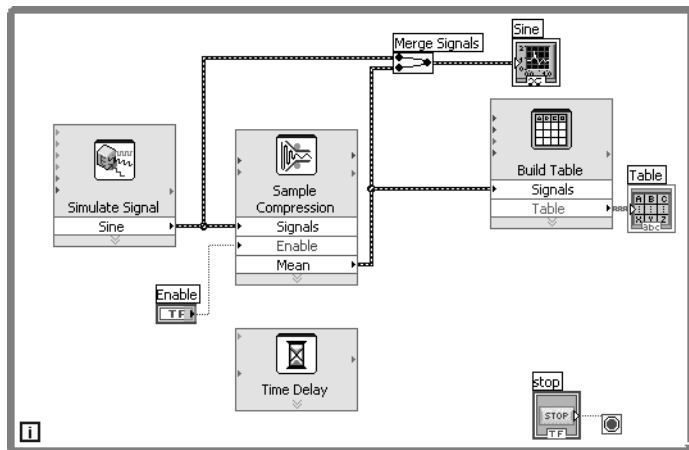 Sine
Merge Signals
Simulate Signal
Sine
Sample
Compression
Signals
Enable
Mean
Build Table
Signals
Table
Table
A B C
X Y Z
abc
Enable
TF
Time Delay
stop
STOP
TF
i